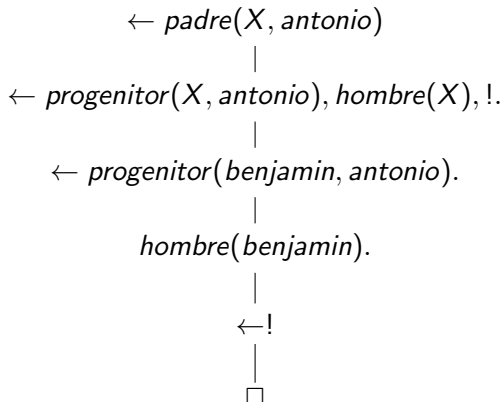 ← padre(X, antonio)
← progenitor(X, antonio), hombre(X), !.
← progenitor(benjamin, antonio).
hombre(benjamin).
←!
□